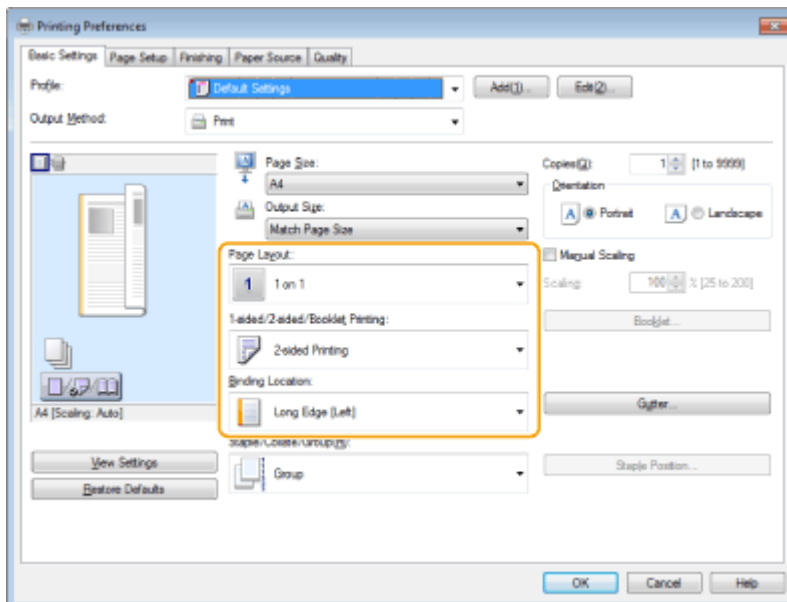 Printing Preferences
Basic Settings Page Setup Finishing Paper Source Quality
Profile: Default Settings Add(1)... Edit(2)...
Output Method: Print
Page Size:
A4
Output Size:
Match Page Size
Copies(Q): 1 [1 to 9999]
Orientation
A Portrait A Landscape
Page Layout:
1 1 on 1
Manual Scaling
Scaling: 100 % [25 to 200]
1-sided/2-sided/Booklet Printing:
2-sided Printing
Booklet...
Binding Location:
Long Edge (Left)
Gutter...
A4 [Scaling: Auto]
Staple/Collate/Group(R):
Group
Staple Position...
View Settings
Restore Defaults
OK Cancel Help